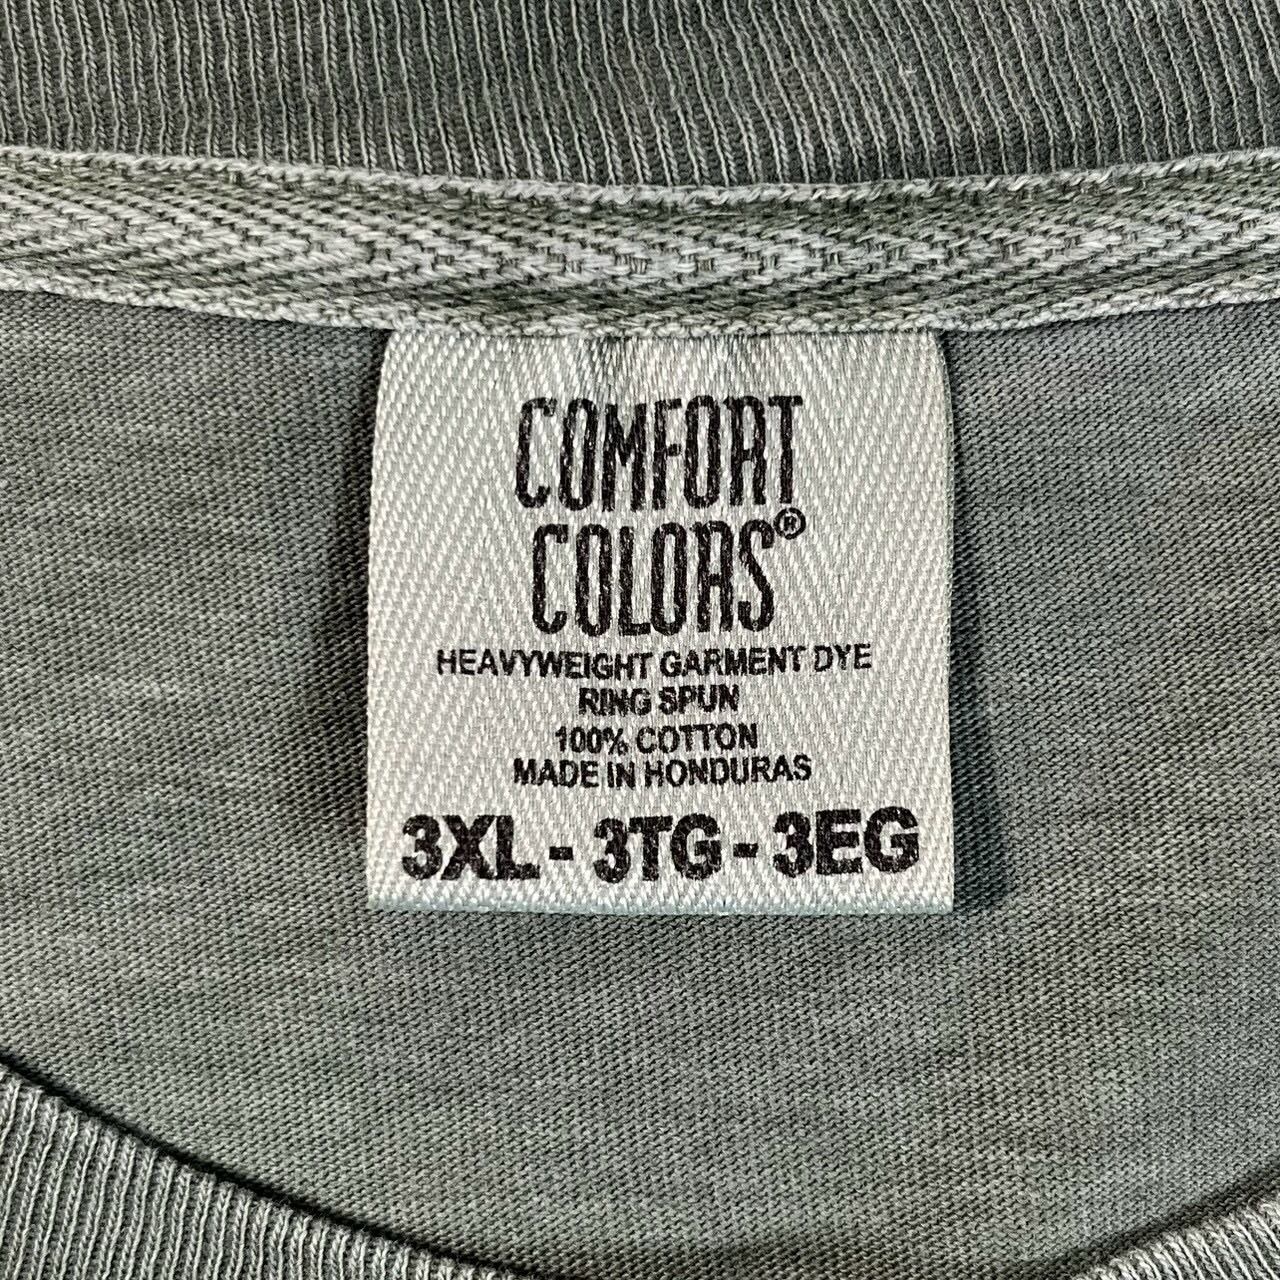 COMFORT
COLORS®
HEAVYWEIGHT GARMENT DYE
RING SPUN
100% COTTON
MADE IN HONDURAS
3XL - 3TG - 3EG